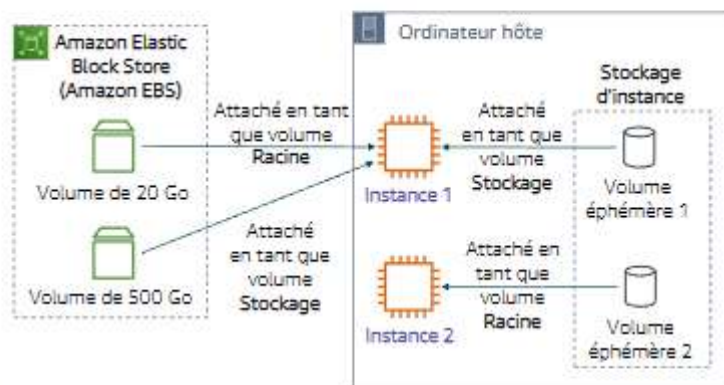 Amazon Elastic
Block Store
(Amazon EBS)
Volume de 20 Go
Volume de 500 Go
Attaché en tant
que volume
Racine
Attaché
en tant que
volume
Stockage
Ordinateur hôte
Instance 1
Attaché
en tant que
volume
Stockage
Instance 2
Attaché en
tant que
volume
Racine
Stockage
d'instance
Volume
éphémère 1
Volume
éphémère 2